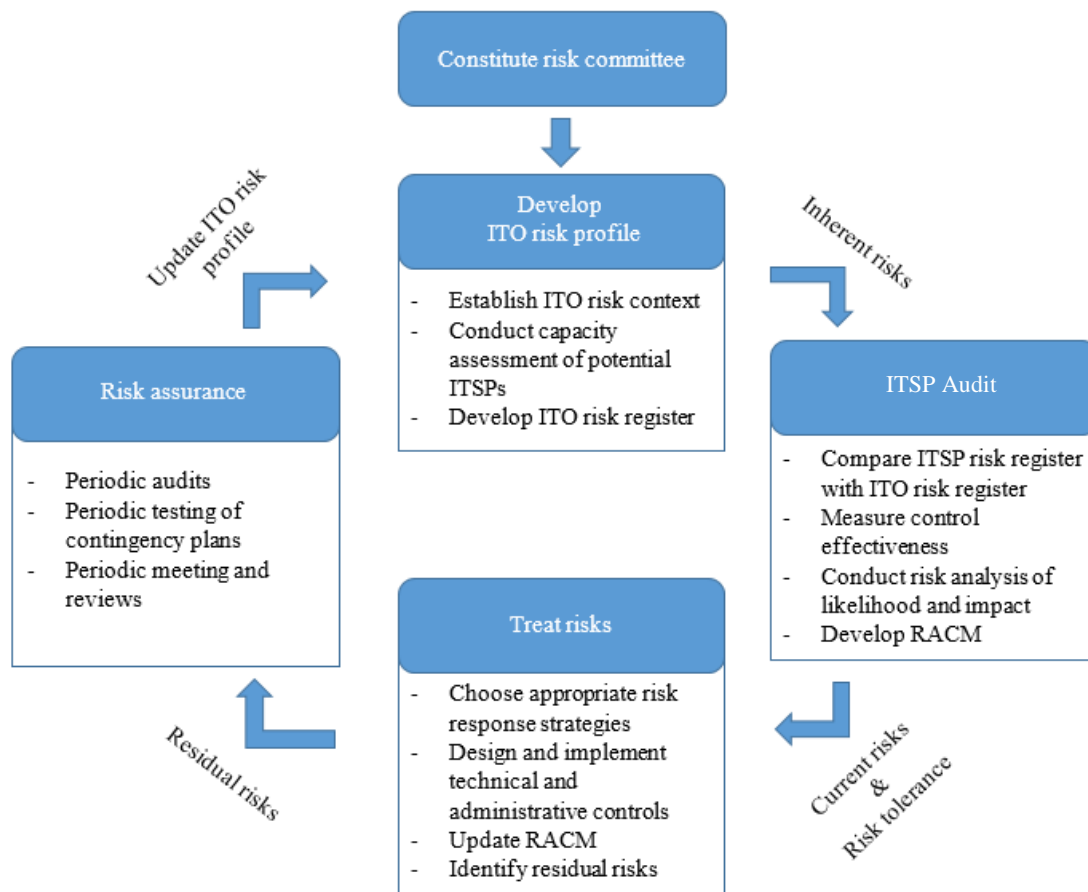 Constitute risk committee
Develop
ITO risk profile
- Establish ITO risk context
- Conduct capacity
assessment of potential
ITSPs
- Develop ITO risk register
Inherent risks
ITSP Audit
- Compare ITSP risk register
with ITO risk register
- Measure control
effectiveness
- Conduct risk analysis of
likelihood and impact
- Develop RACM
Current risks
&
Risk tolerance
Treat risks
- Choose appropriate risk
response strategies
- Design and implement
technical and
administrative controls
- Update RACM
- Identify residual risks
Residual risks
Risk assurance
- Periodic audits
- Periodic testing of
contingency plans
- Periodic meeting and
reviews
Update ITO risk
profile